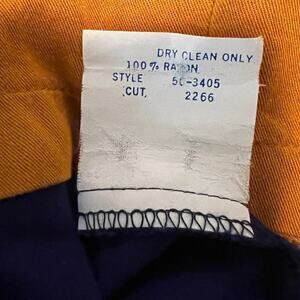 DRY CLEAN ONLY
100% RAYON
STYLE 50-3405
CUT, 2266